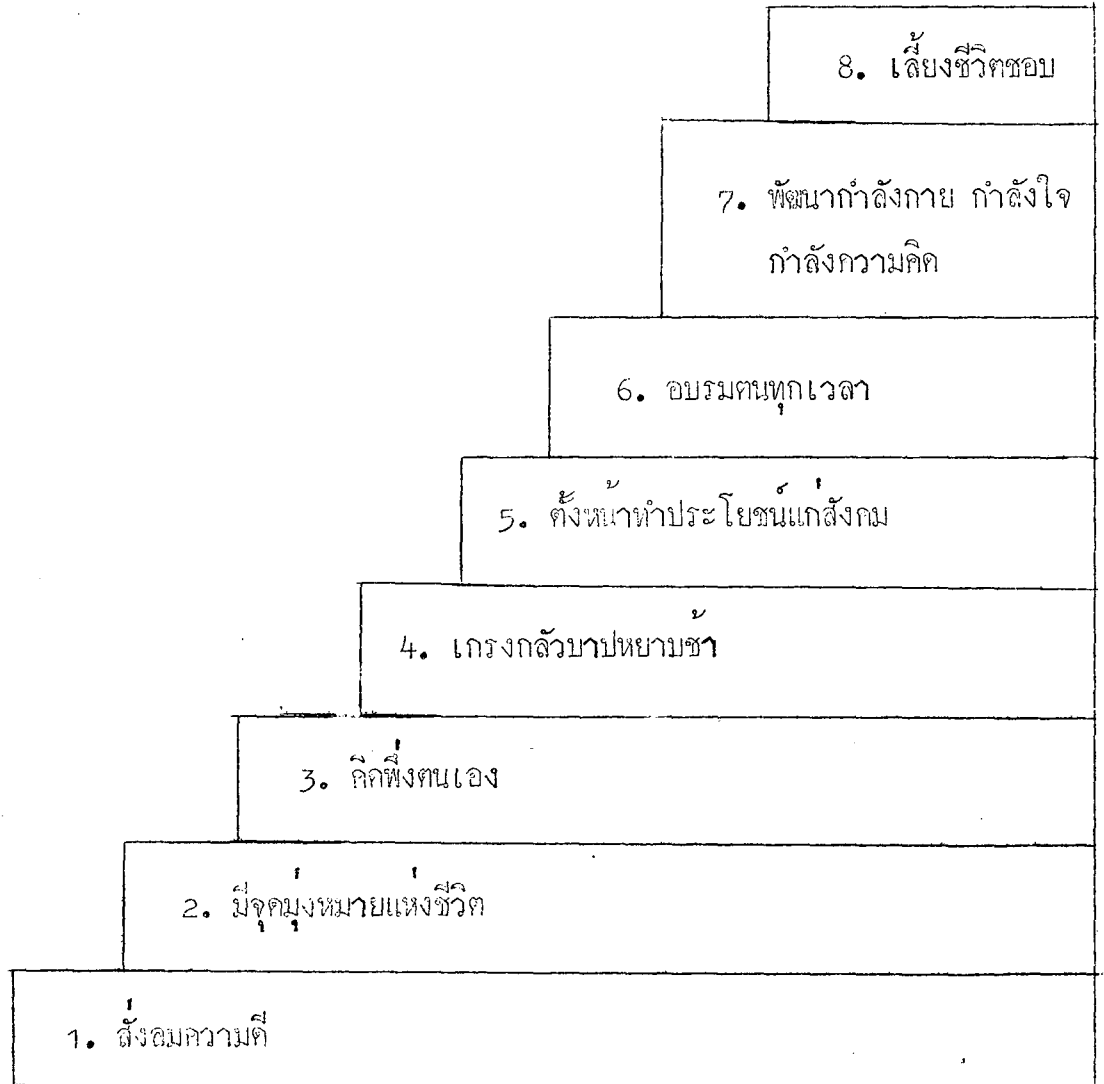 8. เลี้ยงชีวิตชอบ
7. พัฒนากำลังกาย กำลังใจ
กำลังความคิด
6. อบรมตนทุกเวลา
5. ตั้งหน้าทำประโยชน์แก่สังคม
4. เกรงกลัวบาปหยาบช้า
3. คิดพึ่งตนเอง
2. มีจุดมุ่งหมายแห่งชีวิต
1. สั่งสมความดี